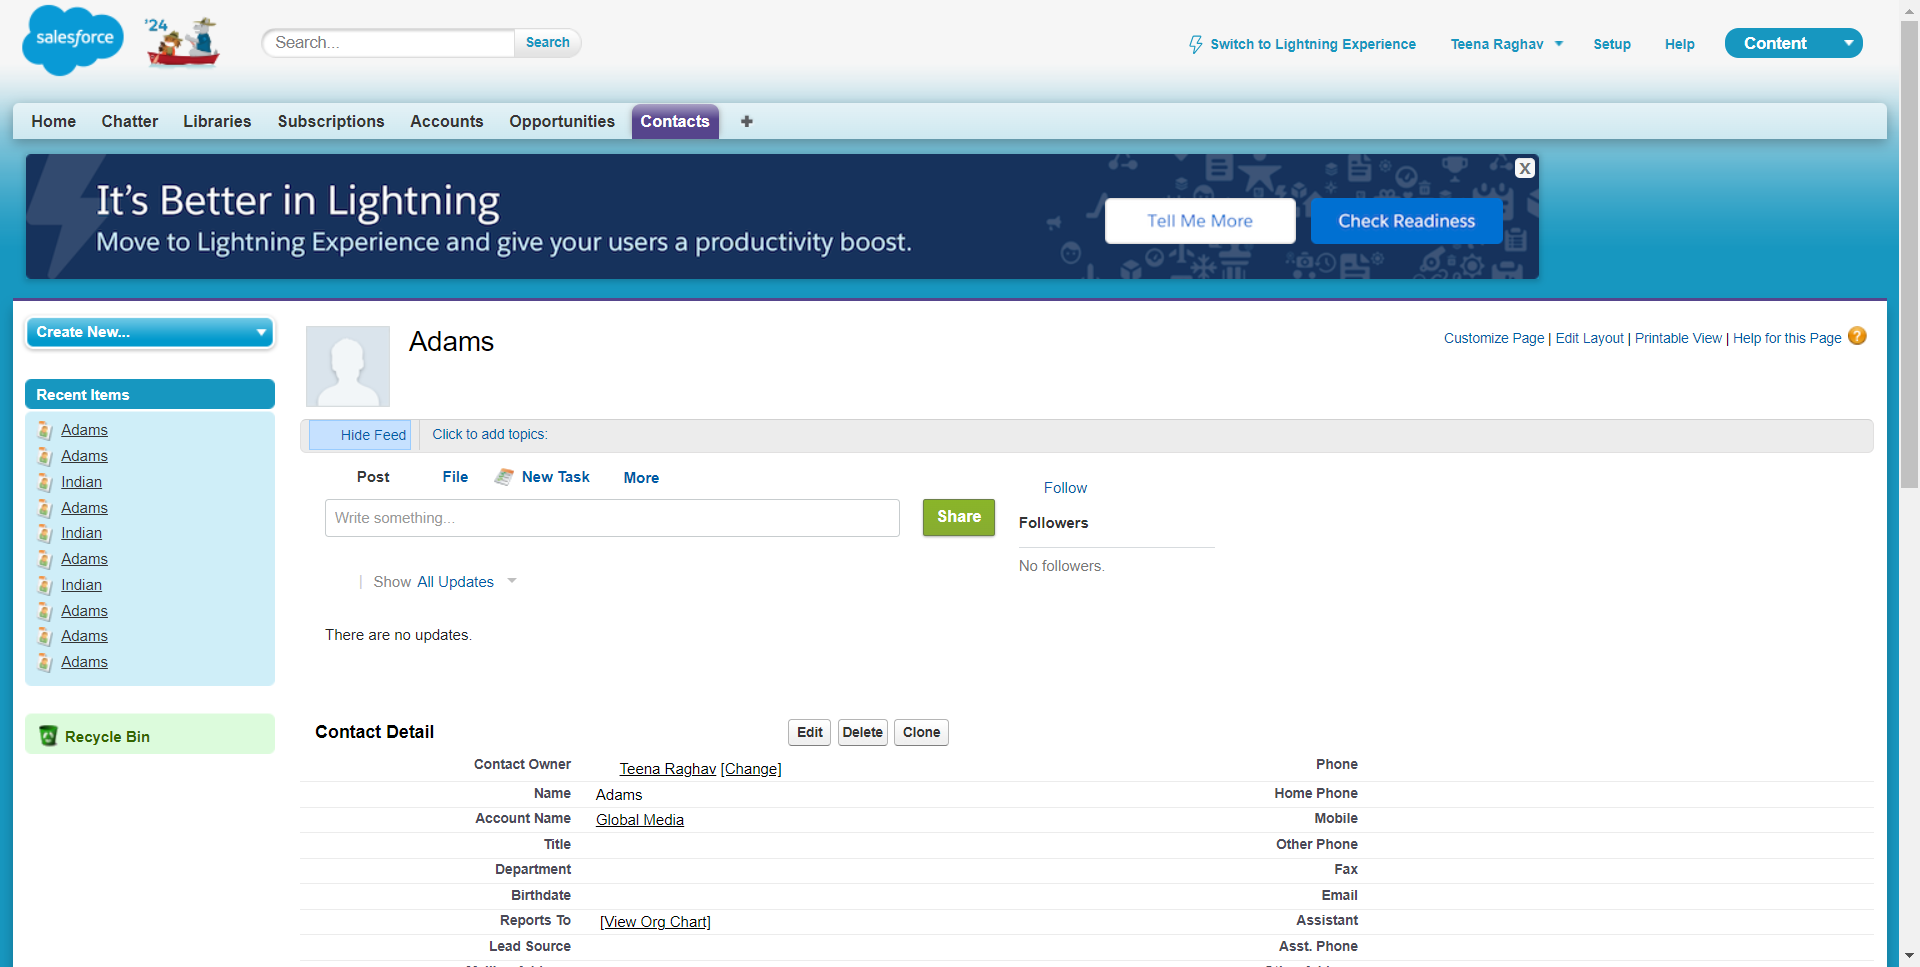 salesforce
'24
Search...
Search
Switch to Lightning Experience
Teena Raghav
Setup
Help
Content
Home
Chatter
Libraries
Subscriptions
Accounts
Opportunities
Contacts
+
It's Better in Lightning
Move to Lightning Experience and give your users a productivity boost.
Tell Me More
Check Readiness
X
Create New...
Recent Items
Adams
Adams
Indian
Adams
Indian
Adams
Indian
Adams
Adams
Adams
Recycle Bin
Adams
Customize Page | Edit Layout | Printable View | Help for this Page ?
Hide Feed
Click to add topics:
Post
File
New Task
More
Write something...
Share
Follow
Followers
No followers.
| Show All Updates
There are no updates.
Contact Detail
Edit
Delete
Clone
Contact Owner Teena Raghav [Change]
Phone
Name Adams
Home Phone
Account Name Global Media
Mobile
Title
Other Phone
Department
Fax
Birthdate
Email
Reports To [View Org Chart]
Assistant
Lead Source
Asst. Phone